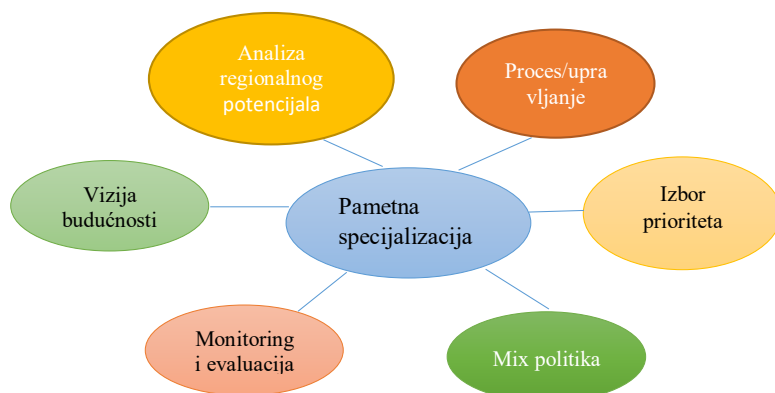 Analiza
regionalnog
potencijala
Proces/upra
vljanje
Vizija
budućnosti
Pametna
specijalizacija
Izbor
prioriteta
Monitoring
i evaluacija
Mix politika